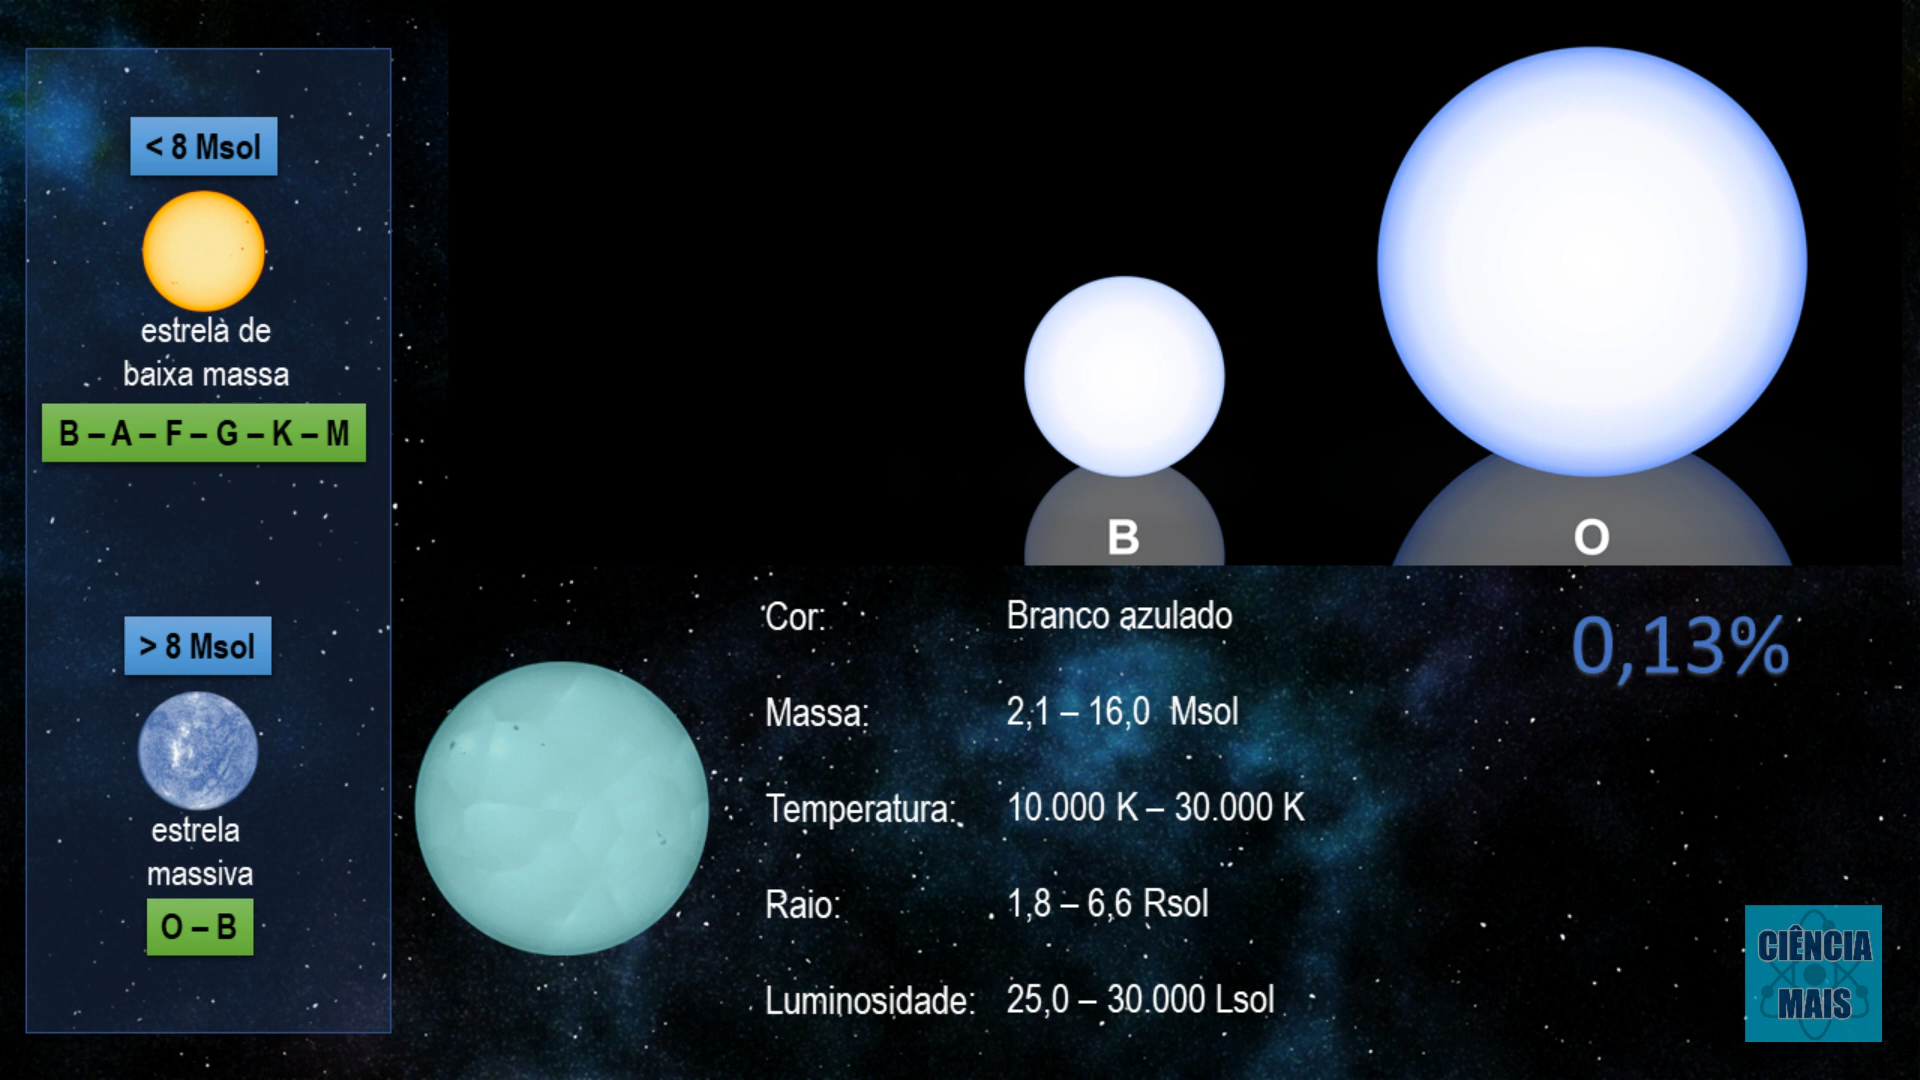 < 8 Msol
estrela de
baixa massa
B – A – F – G – K – M
> 8 Msol
estrela
massiva
O – B
B
O
0,13%
Cor: Branco azulado
Massa: 2,1 – 16,0 Msol
Temperatura: 10.000 K – 30.000 K
Raio: 1,8 – 6,6 Rsol
Luminosidade: 25,0 – 30.000 Lsol
CIÊNCIA
MAIS